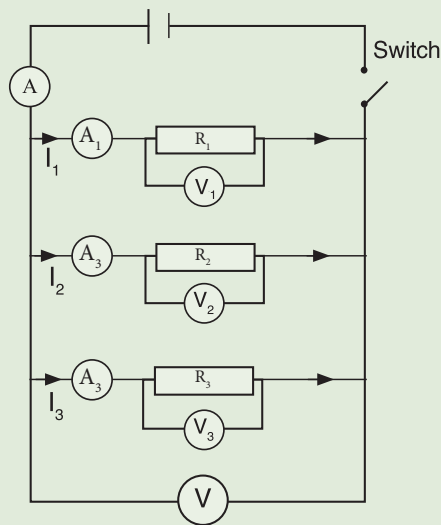 Switch
A
A₁ R₁
I₁ V₁
A₃ R₂
I₂ V₂
A₃ R₃
I₃ V₃
V